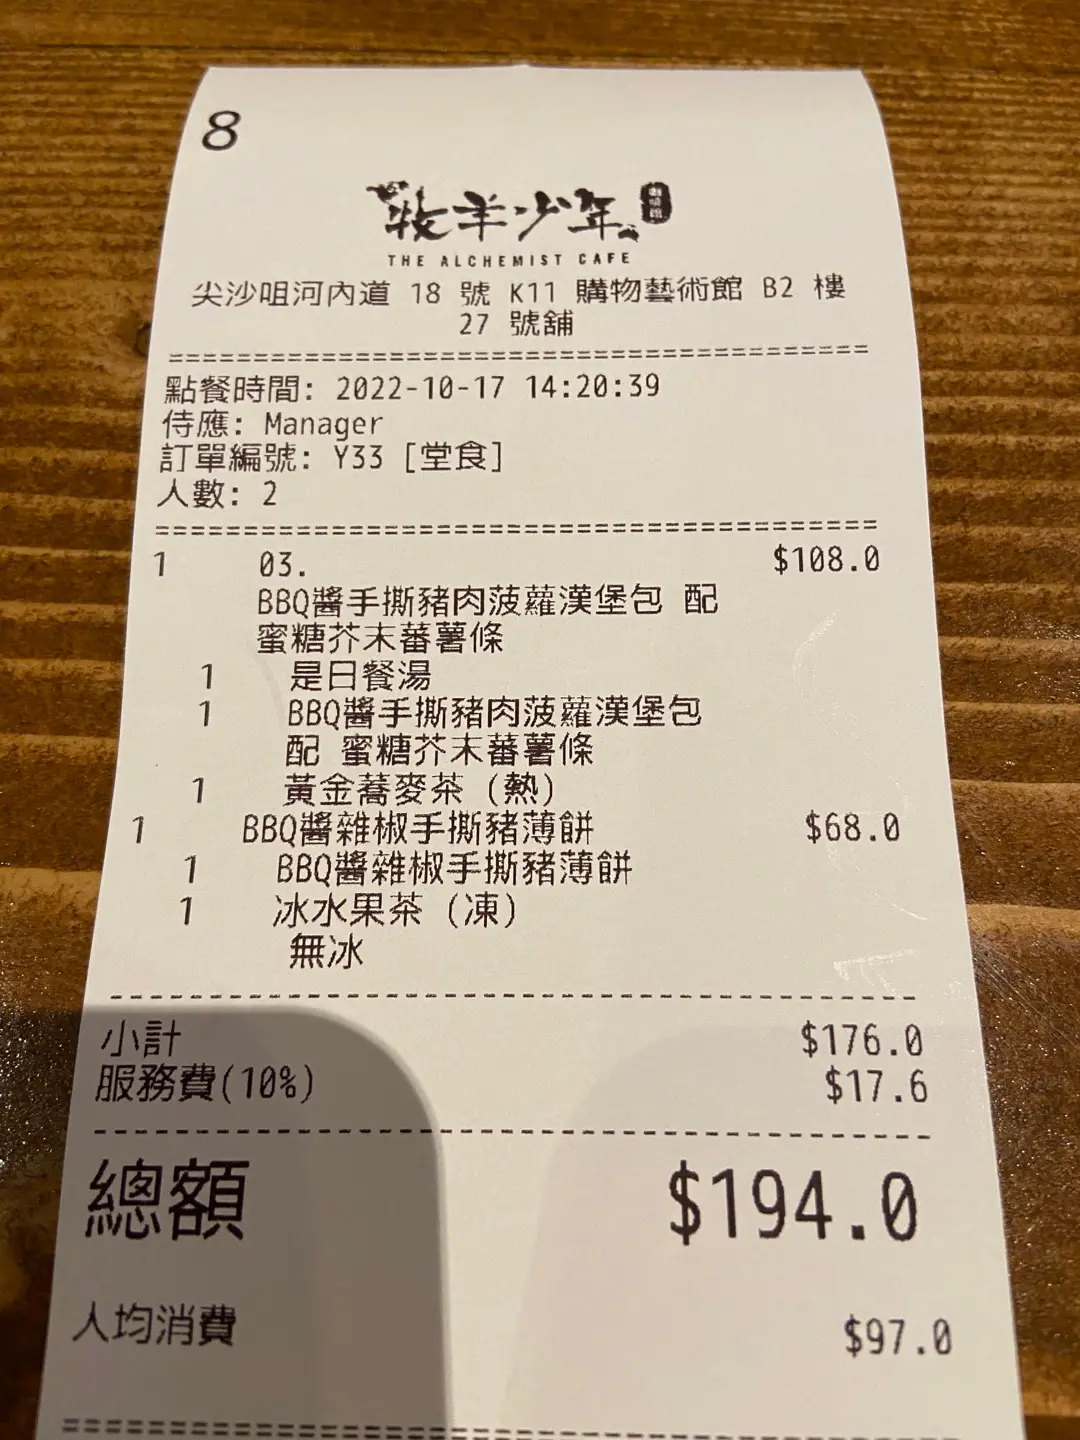 8
牧羊少年
THE ALCHEMIST CAFE
尖沙咀河內道 18 號 K11 購物藝術館 B2 樓
27 號舖
========================================
點餐時間: 2022-10-17 14:20:39
侍應: Manager
訂單編號: Y33 [堂食]
人數: 2
========================================
1 03. $108.0
BBQ醬手撕豬肉菠蘿漢堡包 配
蜜糖芥末蕃薯條
1 是日餐湯
1 BBQ醬手撕豬肉菠蘿漢堡包
配 蜜糖芥末蕃薯條
1 黃金蕎麥茶 (熱)
1 BBQ醬雜椒手撕豬薄餅 $68.0
1 BBQ醬雜椒手撕豬薄餅
1 冰水果茶 (凍)
無冰
----------------------------------------
小計 $176.0
服務費(10%) $17.6
----------------------------------------
總額 $194.0
人均消費 $97.0
========================================